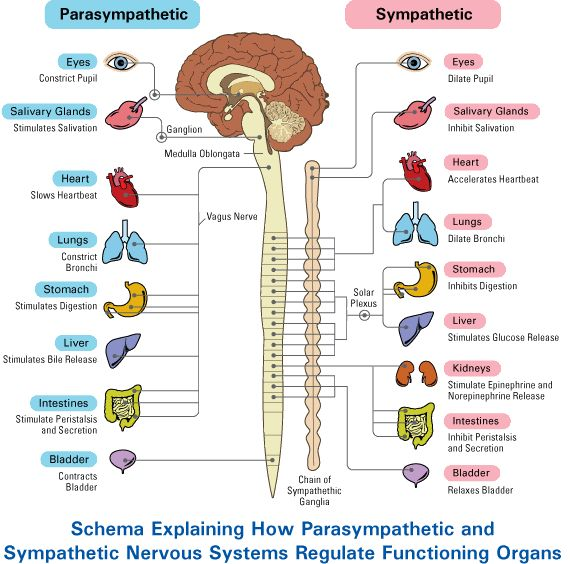 Parasympathetic
Sympathetic
Eyes
Constrict Pupil
Salivary Glands
Stimulates Salivation
Heart
Slows Heartbeat
Lungs
Constrict
Bronchi
Stomach
Stimulates Digestion
Liver
Stimulates Bile Release
Intestines
Stimulate Peristalsis
and Secretion
Bladder
Contracts
Bladder
Ganglion
Medulla Oblongata
Vagus Nerve
Solar
Plexus
Chain of
Sympathethic
Ganglia
Eyes
Dilate Pupil
Salivary Glands
Inhibit Salivation
Heart
Accelerates Heartbeat
Lungs
Dilate Bronchi
Stomach
Inhibits Digestion
Liver
Stimulates Glucose Release
Kidneys
Stimulate Epinephrine and
Norepinephrine Release
Intestines
Inhibit Peristalsis
and Secretion
Bladder
Relaxes Bladder
Schema Explaining How Parasympathetic and
Sympathetic Nervous Systems Regulate Functioning Organs